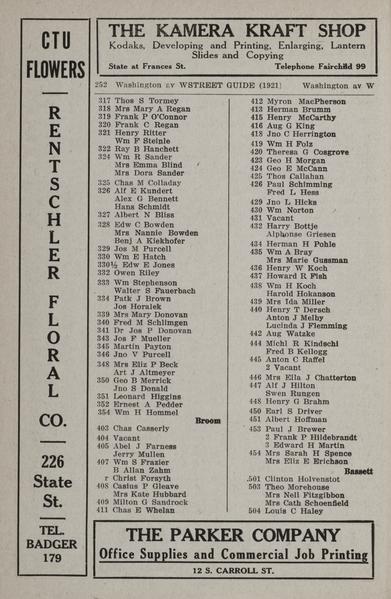 CTU
FLOWERS
RENTSCHLER FLORAL
CO.
226
State
St.
TEL.
BADGER
179
THE KAMERA KRAFT SHOP
Kodaks, Developing and Printing, Enlarging, Lantern
Slides and Copying
State at Frances St. Telephone Fairchild 99
252 Washington av W STREET GUIDE (1921) Washington av W
317 Thos S Tormey
318 Mrs Mary A Regan
319 Frank P O'Connor
320 Frank C Regan
321 Henry Ritter
Wm F Steinle
322 Ray B Hanchett
324 Wm R Sander
Mrs Emma Blind
Mrs Dora Sander
325 Chas M Colladay
326 Alf E Kundert
Alex G Bennett
Hans Schmidt
327 Albert N Bliss
328 Edw C Bowden
Mrs Nannie Bowden
Benj A Kiekhofer
329 Jos M Purcell
330 Wm E Hatch
330½ Edw E Jones
332 Owen Riley
333 Wm Stephenson
Walter S Fauerbach
334 Patk J Brown
Jos Horalek
339 Mrs Mary Donovan
340 Fred M Schlimgen
341 Dr Jos P Donovan
343 Jos F Mueller
345 Martin Payton
346 Jno V Purcell
348 Mrs Eliz P Beck
Art J Altmeyer
350 Geo B Merrick
Jno S Donald
351 Leonard Higgins
352 Ernest A Pedder
354 Wm H Hommel
Broom
403 Chas Casserly
404 Vacant
405 Abel J Farness
Jerry Mullen
407 Wm S Frazier
B Allan Zahm
r Christ Forsyth
408 Casius P Gleave
Mrs Kate Hubbard
409 Milton G Sandrock
411 Chas E Whelan
412 Myron MacPherson
413 Herman Brumm
415 Henry McCarthy
416 Aug G King
418 Jno C Herrington
419 Wm H Folz
420 Theresa G Cosgrove
423 Geo H Morgan
424 Geo E McCann
425 Thos Callahan
426 Paul Schimming
Fred L Hess
429 Jno L Hicks
430 Wm Norton
431 Vacant
432 Harry Bottje
Alphonse Griesen
434 Herman H Pohle
435 Wm A Bray
Mrs Marie Gussman
436 Henry W Koch
437 Howard R Fish
438 Wm H Koch
Harold Hokanson
439 Mrs Ida Miller
440 Henry T Dersch
Anton J Melby
Lucinda J Flemming
442 Aug Watzke
444 Michl R Kindschi
Fred B Kellogg
445 Anton C Raffel
2 Vacant
446 Mrs Ella J Chatterton
447 Alf J Hilton
Swen Rungen
448 Henry G Brahm
450 Earl S Driver
451 Albert Hoffman
453 Paul J Brewer
2 Frank P Hildebrandt
3 Edward H Martin
454 Mrs Sarah H Spence
Mrs Eliz E Erichson
Bassett
501 Clinton Holvenstot
503 Theo Morehouse
Mrs Nell Fitzgibbon
Mrs Cath Schoenfeld
504 Louis C Haley
THE PARKER COMPANY
Office Supplies and Commercial Job Printing
12 S. CARROLL ST.